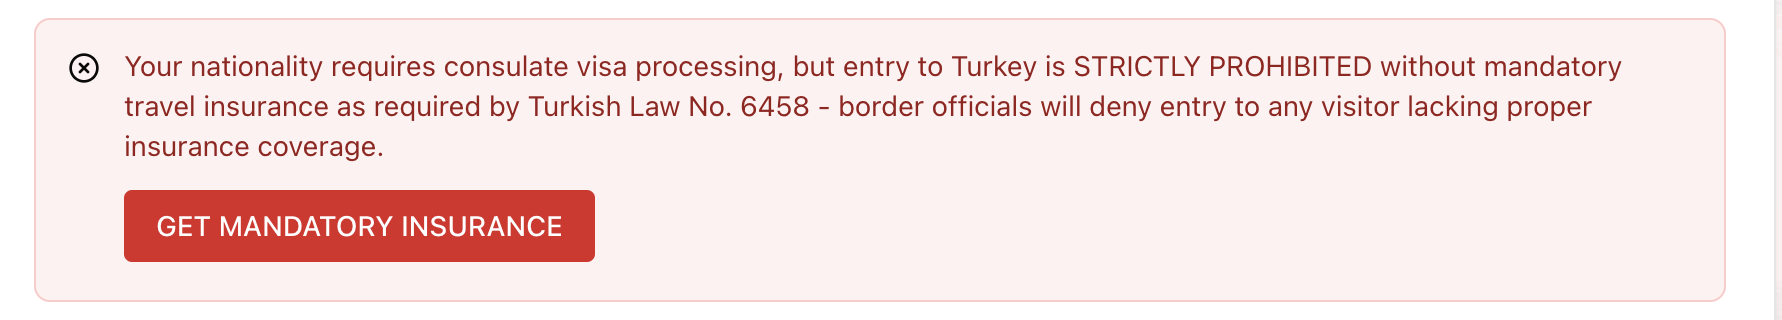 Your nationality requires consulate visa processing, but entry to Turkey is STRICTLY PROHIBITED without mandatory
travel insurance as required by Turkish Law No. 6458 - border officials will deny entry to any visitor lacking proper
insurance coverage.
GET MANDATORY INSURANCE